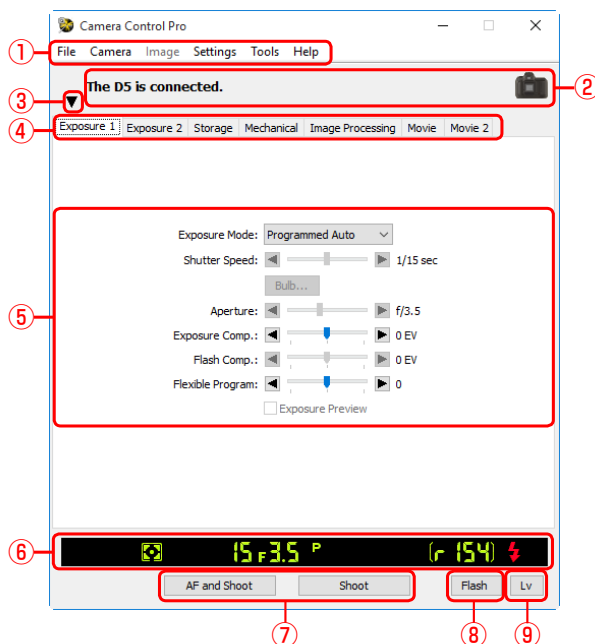 Camera Control Pro
① File Camera Image Settings Tools Help
The D5 is connected. ②
③ ▼
④ Exposure 1 Exposure 2 Storage Mechanical Image Processing Movie Movie 2
Exposure Mode: Programmed Auto
Shutter Speed: 1/15 sec
Bulb...
⑤ Aperture: f/3.5
Exposure Comp.: 0 EV
Flash Comp.: 0 EV
Flexible Program: 0
Exposure Preview
⑥ 15 F3.5 P (r 154)
AF and Shoot Shoot Flash Lv
⑦ ⑧ ⑨